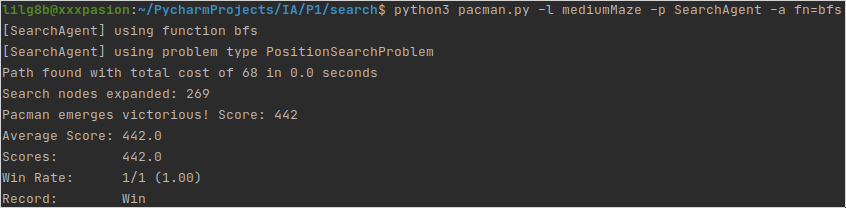 lilg8b@xxxpasion:~/PycharmProjects/IA/P1/search$ python3 pacman.py -l mediumMaze -p SearchAgent -a fn=bfs
[SearchAgent] using function bfs
[SearchAgent] using problem type PositionSearchProblem
Path found with total cost of 68 in 0.0 seconds
Search nodes expanded: 269
Pacman emerges victorious! Score: 442
Average Score: 442.0
Scores:        442.0
Win Rate:      1/1 (1.00)
Record:        Win